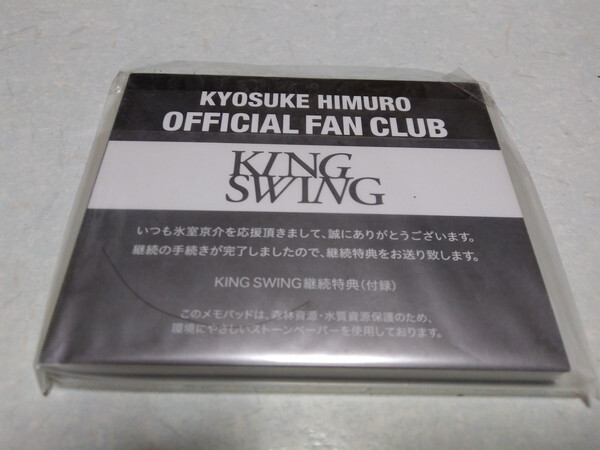 KYOSUKE HIMURO
OFFICIAL FAN CLUB
KING
SWING
いつも氷室京介を応援頂きまして、誠にありがとうございます。
継続の手続きが完了しましたので、継続特典をお送り致します。
KING SWING継続特典（付録）
このメモパッドは、森林資源・水質資源保護のため、
環境にやさしいストーンペーパーを使用しております。